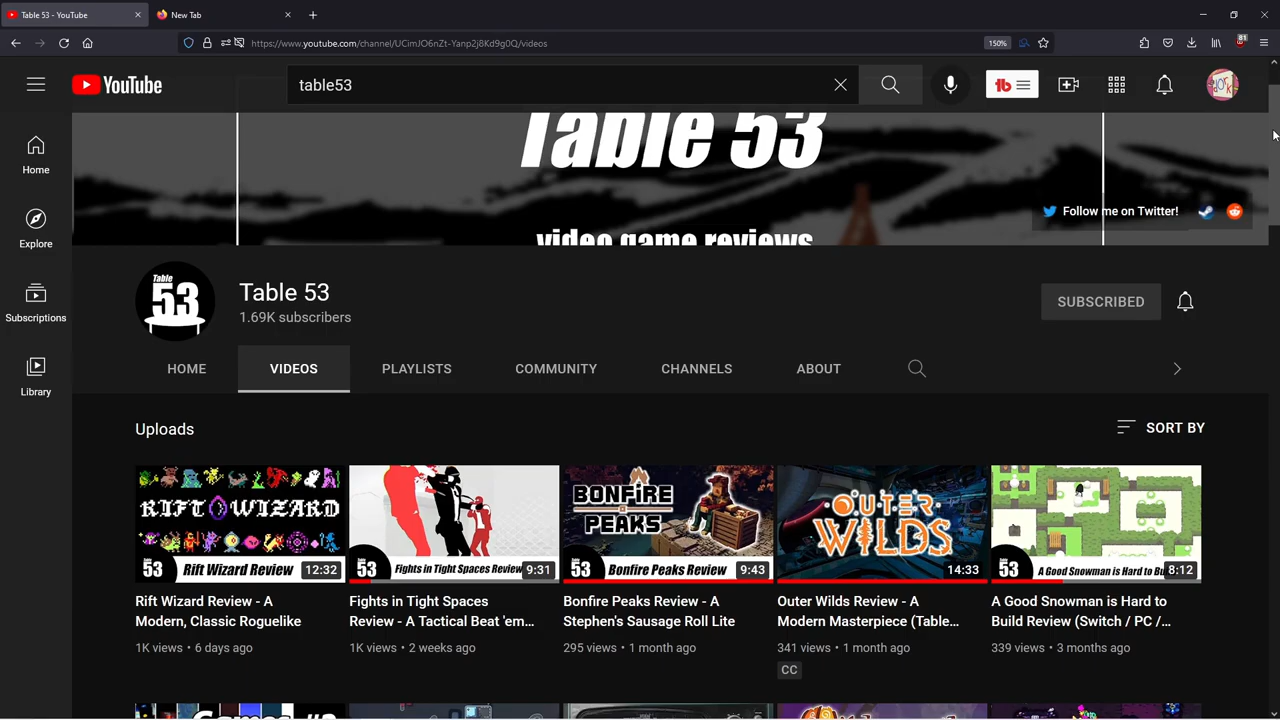 Table 53 - YouTube
New Tab
https://www.youtube.com/channel/UCimJO6nZt-Yanp2j8Kd9g0Q/videos
150%
81
YouTube
table53
tb
Table 53
video game reviews
Follow me on Twitter!
Home
Explore
Subscriptions
Library
Table 53
Table 53
1.69K subscribers
SUBSCRIBED
HOME
VIDEOS
PLAYLISTS
COMMUNITY
CHANNELS
ABOUT
Uploads
SORT BY
RIFT WIZARD
53 Rift Wizard Review
12:32
53 Fights in Tight Spaces Review
9:31
BONFIRE PEAKS
53 Bonfire Peaks Review
9:43
OUTER WILDS
14:33
53 A Good Snowman is Hard to
8:12
Rift Wizard Review - A
Modern, Classic Roguelike
1K views • 6 days ago
Fights in Tight Spaces
Review - A Tactical Beat 'em...
1K views • 2 weeks ago
Bonfire Peaks Review - A
Stephen's Sausage Roll Lite
295 views • 1 month ago
Outer Wilds Review - A
Modern Masterpiece (Table...
341 views • 1 month ago
CC
A Good Snowman is Hard to
Build Review (Switch / PC /...
339 views • 3 months ago